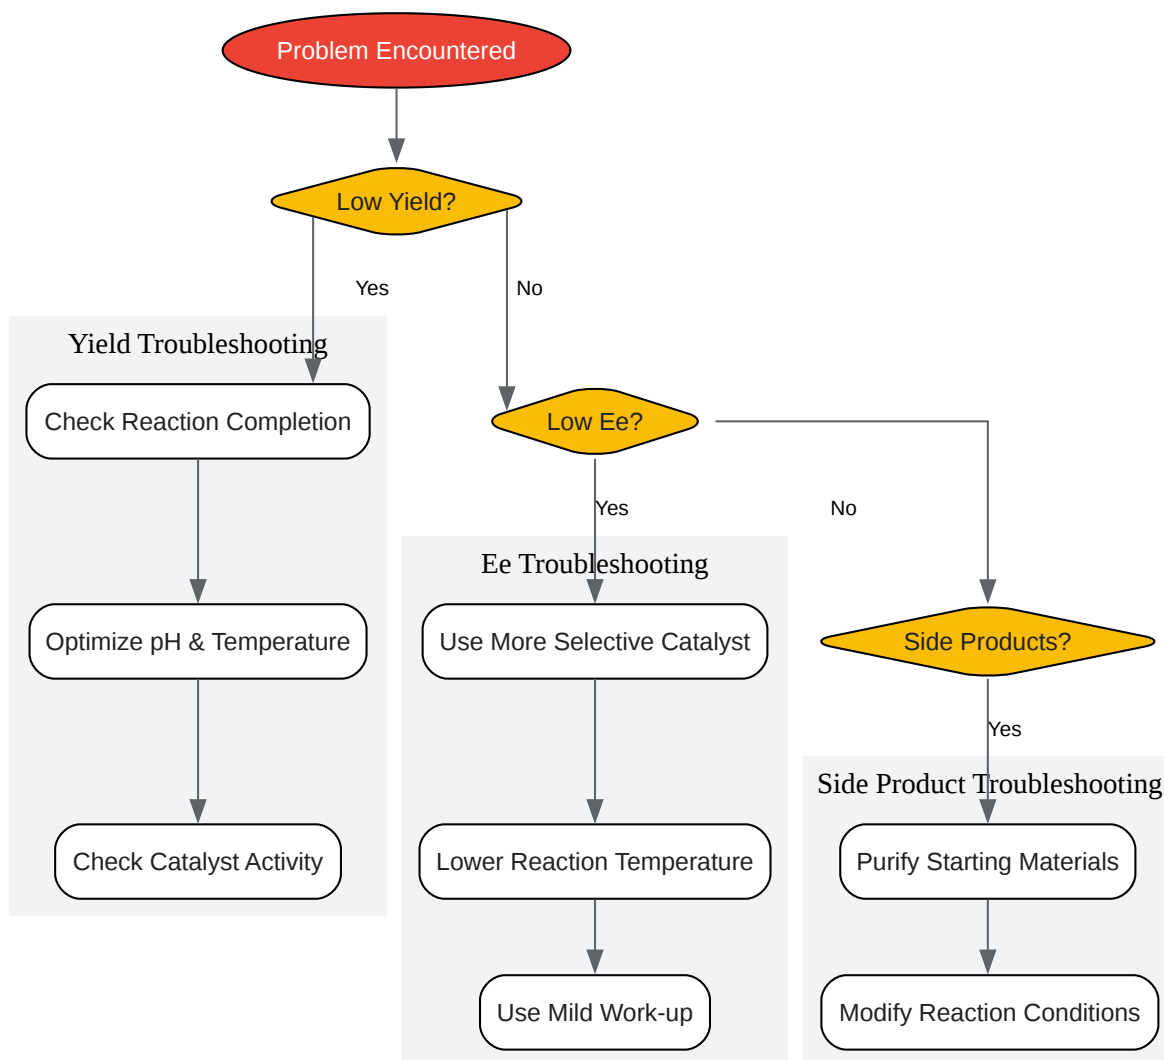 Problem Encountered
Low Yield?
Yes
No
Yield Troubleshooting
Check Reaction Completion
Low Ee?
Yes
No
Ee Troubleshooting
Optimize pH & Temperature
Use More Selective Catalyst
Side Products?
Yes
Side Product Troubleshooting
Check Catalyst Activity
Lower Reaction Temperature
Purify Starting Materials
Use Mild Work-up
Modify Reaction Conditions